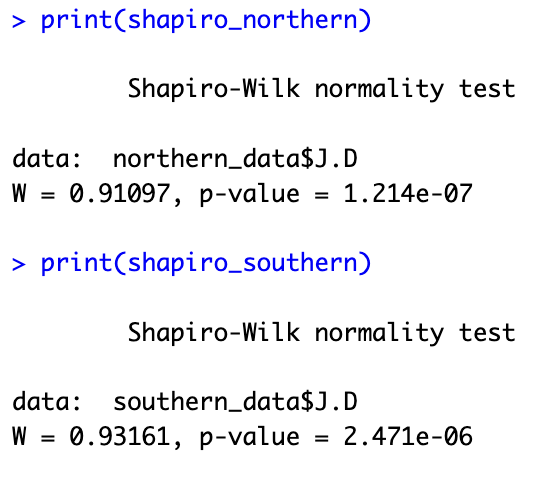 > print(shapiro_northern)
Shapiro-Wilk normality test
data:  northern_data$J.D
W = 0.91097, p-value = 1.214e-07
> print(shapiro_southern)
Shapiro-Wilk normality test
data:  southern_data$J.D
W = 0.93161, p-value = 2.471e-06